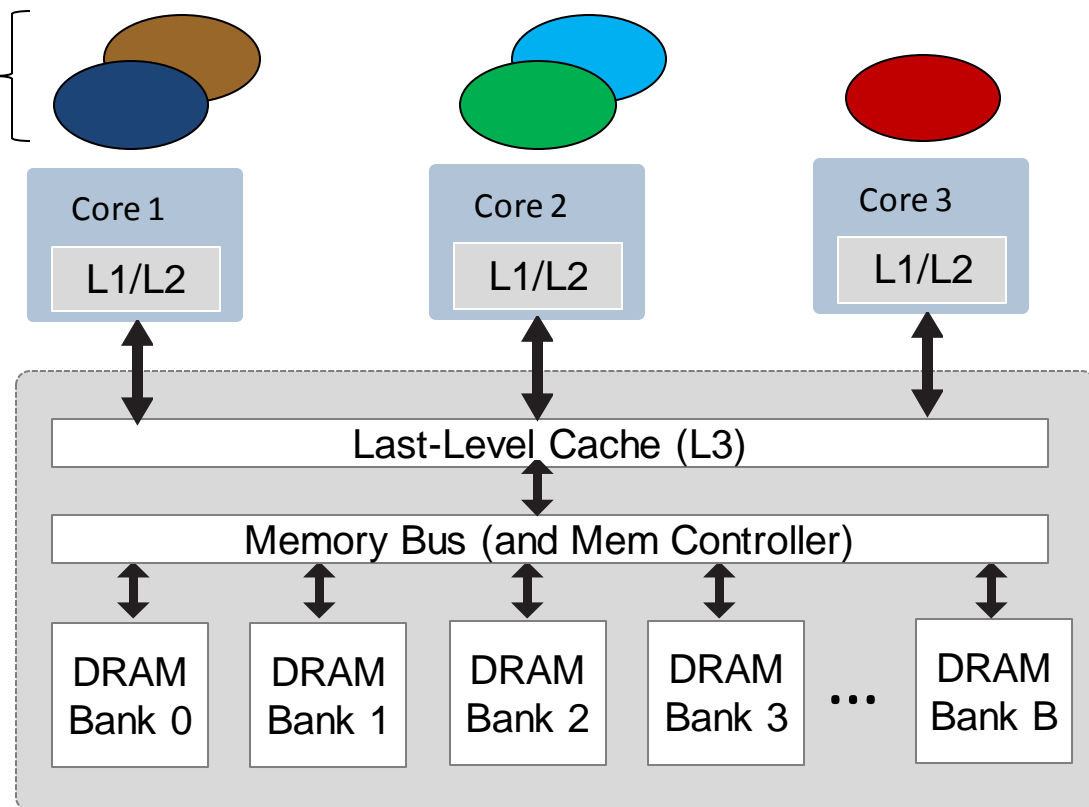 Core 1
Core 2
Core 3
L1/L2
L1/L2
L1/L2
Last-Level Cache (L3)
Memory Bus (and Mem Controller)
DRAM
Bank 0
DRAM
Bank 1
DRAM
Bank 2
DRAM
Bank 3
...
DRAM
Bank B